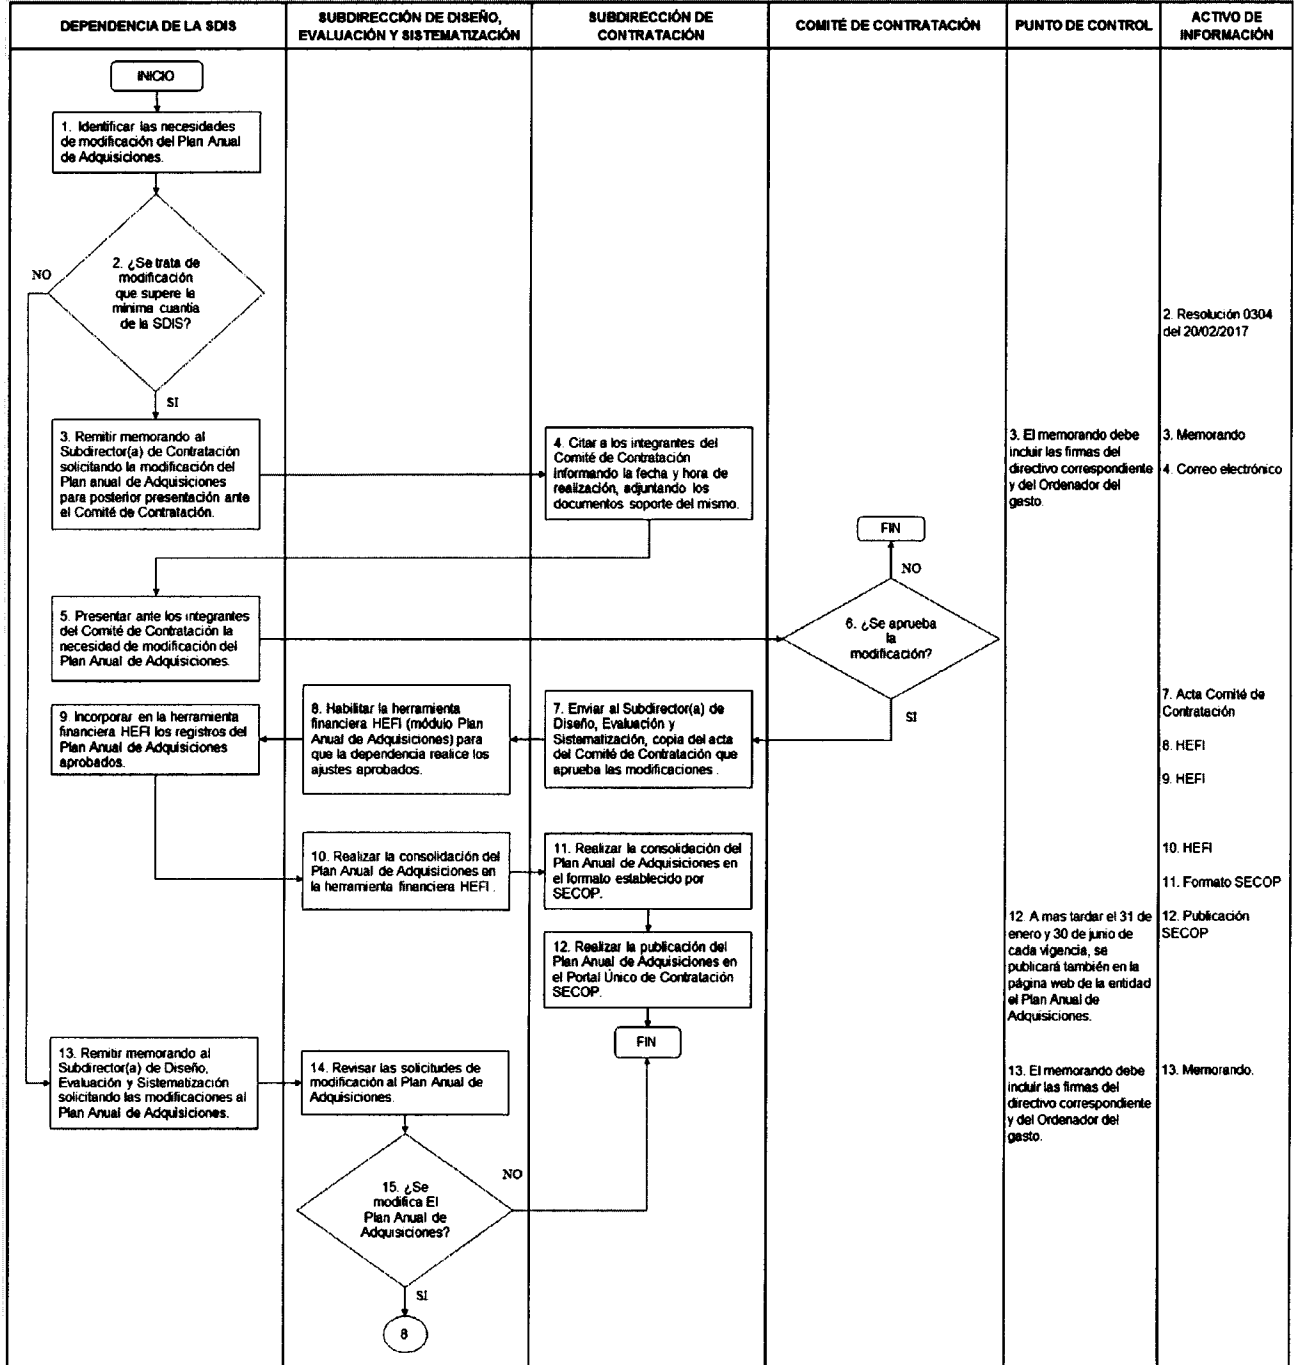 DEPENDENCIA DE LA SDIS
SUBDIRECCIÓN DE DISEÑO,
EVALUACIÓN Y SISTEMATIZACIÓN
SUBDIRECCIÓN DE
CONTRATACIÓN
COMITÉ DE CONTRATACIÓN
PUNTO DE CONTROL
ACTIVO DE
INFORMACIÓN
INICIO
1. Identificar las necesidades
de modificación del Plan Anual
de Adquisiciones.
2. ¿Se trata de
modificación
que supere la
mínima cuantía
de la SDIS?
NO
SI
2. Resolución 0304
del 20/02/2017
3. Remitir memorando al
Subdirector(a) de Contratación
solicitando la modificación del
Plan anual de Adquisiciones
para posterior presentación ante
el Comité de Contratación.
4. Citar a los integrantes del
Comité de Contratación
informando la fecha y hora de
realización, adjuntando los
documentos soporte del mismo.
3. El memorando debe
incluir las firmas del
directivo correspondiente
y del Ordenador del
gasto.
3. Memorando
4. Correo electrónico
FIN
NO
5. Presentar ante los integrantes
del Comité de Contratación la
necesidad de modificación del
Plan Anual de Adquisiciones.
6. ¿Se aprueba
la
modificación?
SI
9. Incorporar en la herramienta
financiera HEFI los registros del
Plan Anual de Adquisiciones
aprobados.
8. Habilitar la herramienta
financiera HEFI (módulo Plan
Anual de Adquisiciones) para
que la dependencia realice los
ajustes aprobados.
7. Enviar al Subdirector(a) de
Diseño, Evaluación y
Sistematización, copia del acta
del Comité de Contratación que
aprueba las modificaciones .
7. Acta Comité de
Contratación
8. HEFI
9. HEFI
10. Realizar la consolidación del
Plan Anual de Adquisiciones en
la herramienta financiera HEFI .
11. Realizar la consolidación del
Plan Anual de Adquisiciones en
el formato establecido por
SECOP.
10. HEFI
11. Formato SECOP
12. Realizar la publicación del
Plan Anual de Adquisiciones en
el Portal Único de Contratación
SECOP.
12. A mas tardar el 31 de
enero y 30 de junio de
cada vigencia, se
publicará también en la
página web de la entidad
el Plan Anual de
Adquisiciones.
12. Publicación
SECOP
FIN
13. Remitir memorando al
Subdirector(a) de Diseño,
Evaluación y Sistematización
solicitando las modificaciones al
Plan Anual de Adquisiciones.
14. Revisar las solicitudes de
modificación al Plan Anual de
Adquisiciones.
13. El memorando debe
incluir las firmas del
directivo correspondiente
y del Ordenador del
gasto.
13. Memorando.
15. ¿Se
modifica El
Plan Anual de
Adquisiciones?
NO
SI
8